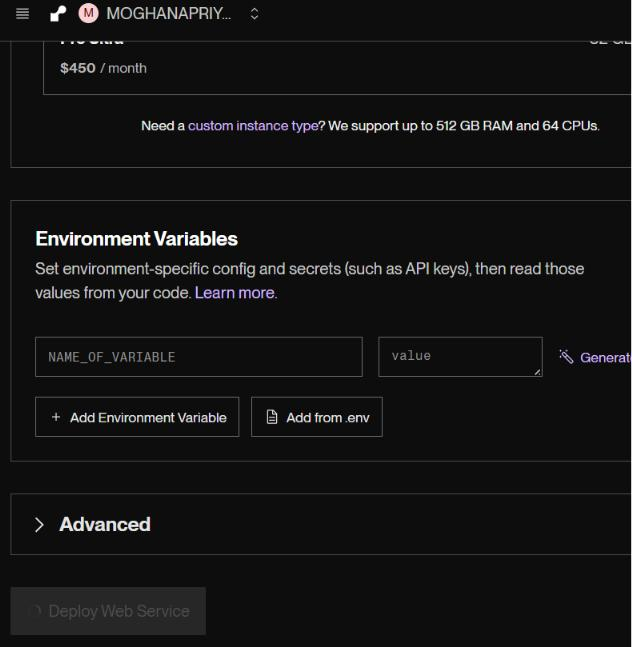 M MOGHANAPRIY...
$450 / month
Need a custom instance type? We support up to 512 GB RAM and 64 CPUs.
Environment Variables
Set environment-specific config and secrets (such as API keys), then read those
values from your code. Learn more.
NAME_OF_VARIABLE value Generate
+ Add Environment Variable Add from .env
Advanced
Deploy Web Service